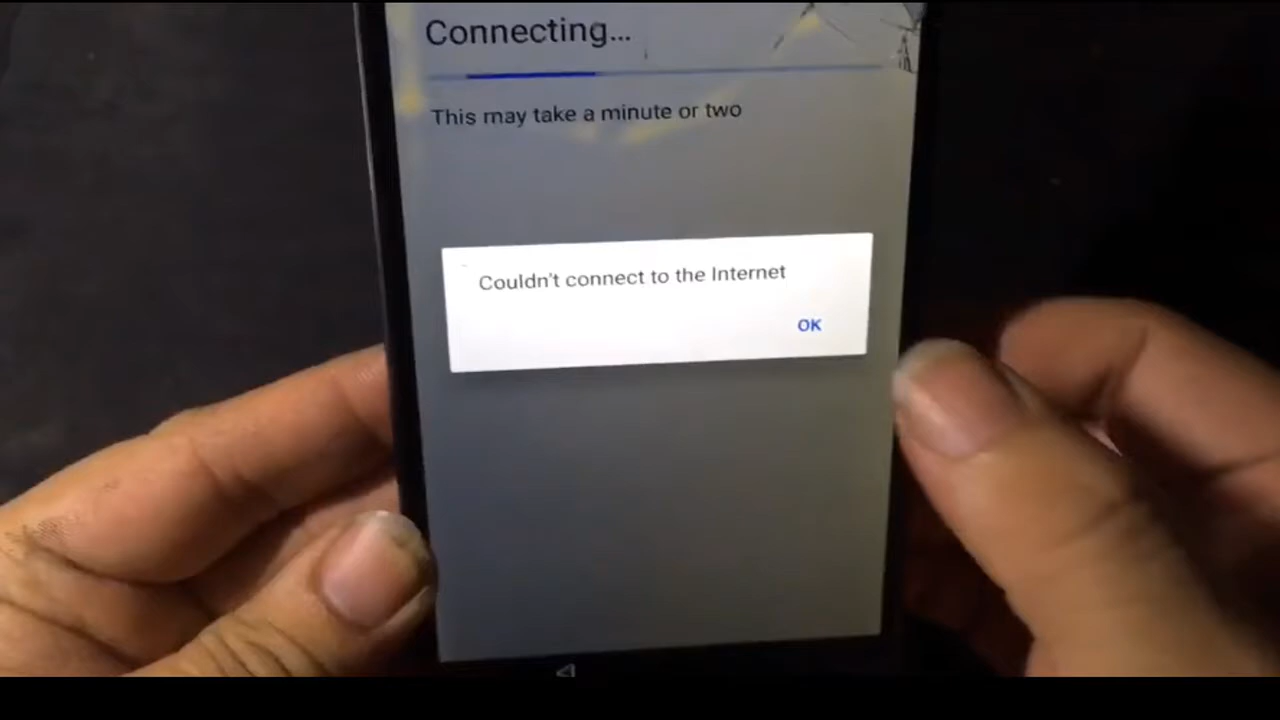 Connecting...
This may take a minute or two
Couldn't connect to the Internet
OK